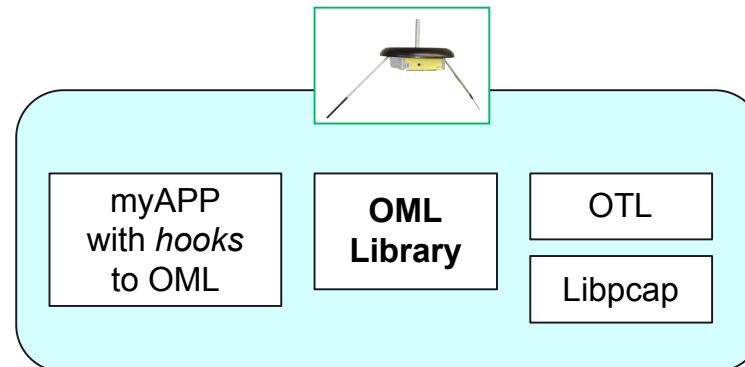 myAPP
with hooks
to OML
OML
Library
OTL
Libpcap